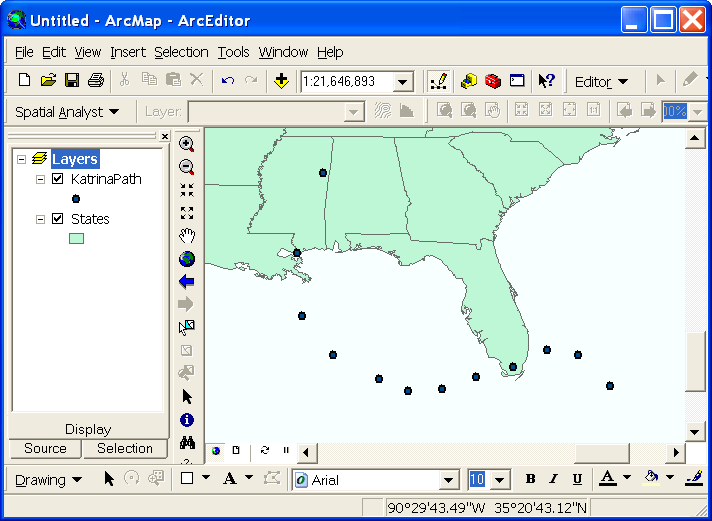 Untitled - ArcMap - ArcEditor
File Edit View Insert Selection Tools Window Help
1:21,646,893 Editor
Spatial Analyst Layer: 00%
Layers
KatrinaPath
States
Display
Source Selection
Drawing A Arial 10 B I U A
90°29'43.49"W 35°20'43.12"N